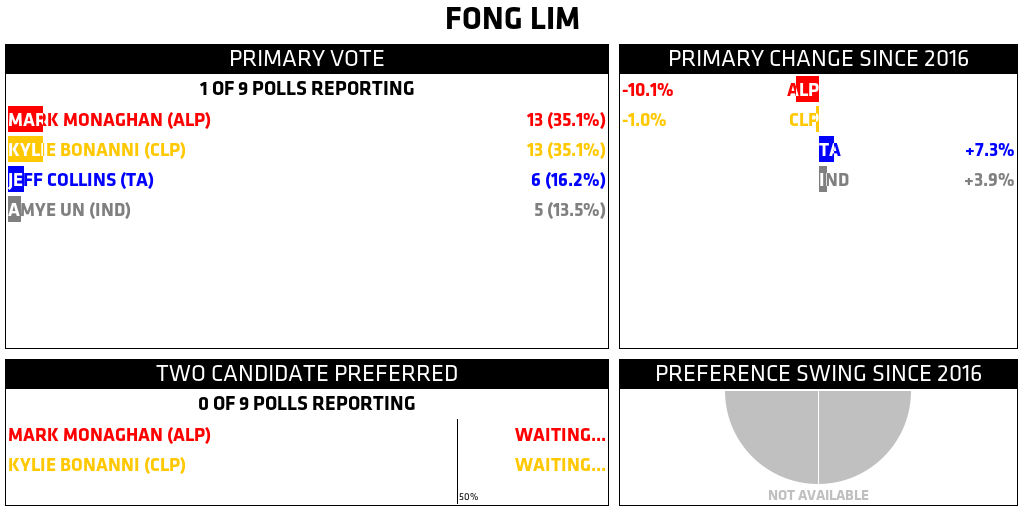 FONG LIM
PRIMARY VOTE
1 OF 9 POLLS REPORTING
MARK MONAGHAN (ALP) 13 (35.1%)
KYLIE BONANNI (CLP) 13 (35.1%)
JEFF COLLINS (TA) 6 (16.2%)
AMYE UN (IND) 5 (13.5%)
PRIMARY CHANGE SINCE 2016
-10.1% ALP
-1.0% CLP
TA +7.3%
IND +3.9%
TWO CANDIDATE PREFERRED
0 OF 9 POLLS REPORTING
MARK MONAGHAN (ALP) WAITING...
KYLIE BONANNI (CLP) WAITING...
50%
PREFERENCE SWING SINCE 2016
NOT AVAILABLE